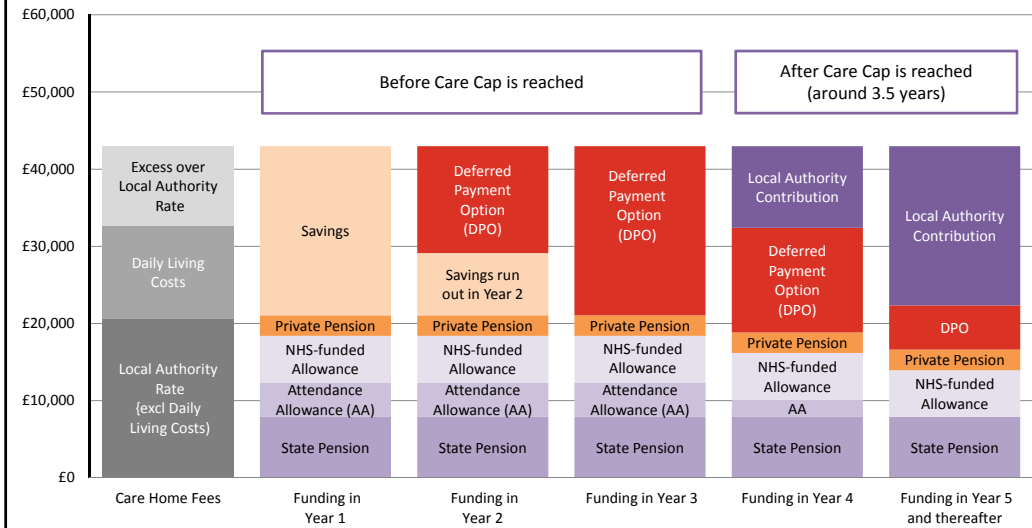 £60,000
£50,000
£40,000
£30,000
£20,000
£10,000
£0
Before Care Cap is reached
After Care Cap is reached
(around 3.5 years)
Excess over
Local Authority
Rate
Daily Living
Costs
Local Authority
Rate
{excl Daily
Living Costs)
Care Home Fees
Savings
Private Pension
NHS-funded
Allowance
Attendance
Allowance (AA)
State Pension
Funding in
Year 1
Deferred
Payment
Option
(DPO)
Savings run
out in Year 2
Private Pension
NHS-funded
Allowance
Attendance
Allowance (AA)
State Pension
Funding in
Year 2
Deferred
Payment
Option
(DPO)
Private Pension
NHS-funded
Allowance
Attendance
Allowance (AA)
State Pension
Funding in Year 3
Local Authority
Contribution
Deferred
Payment
Option
(DPO)
Private Pension
NHS-funded
Allowance
AA
State Pension
Funding in Year 4
Local Authority
Contribution
DPO
Private Pension
NHS-funded
Allowance
State Pension
Funding in Year 5
and thereafter